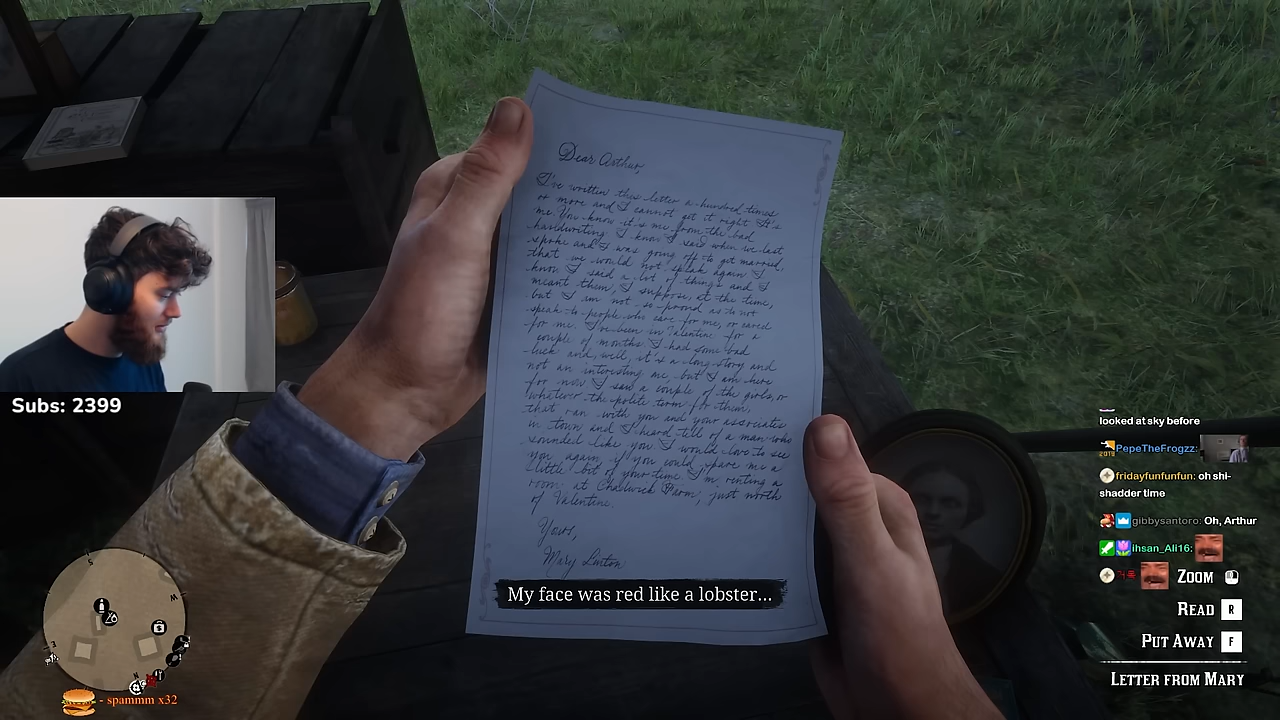 Dear Arthur,
I've written this letter a hundred times
or more and I cannot get it right. It's
me. You know it is me from the bad
handwriting. I know I said when we last
spoke and I was going off to get married,
that we would not speak again. I
know I said a lot of things and I
meant them, I suppose, at the time,
but I am not so proud as to not
speak to people who care for me, or cared
for me. I've been in Valentine for a
couple of months. I had some bad
luck and, well, it's a long story and
not an interesting me, but I am here
for now. I saw a couple of the girls, or
whatever the polite term for them,
that ran with you and your associates
in town and I heard tell of a man who
sounded like you. I would love to see
you again, if you would spare me a
little bit of your time. I'm renting a
room at Chadwick Farm, just north
of Valentine.
Yours,
Mary Linton
My face was red like a lobster...
Subs: 2399
looked at sky before
PepeTheFrogzz:
fridayfunfunfun: oh shi-
shadder time
gibbysantoro: Oh, Arthur
Ihsan_Ali16:
ZOOM
READ R
PUT AWAY F
LETTER FROM MARY
S
W
E
N
- spammm x32